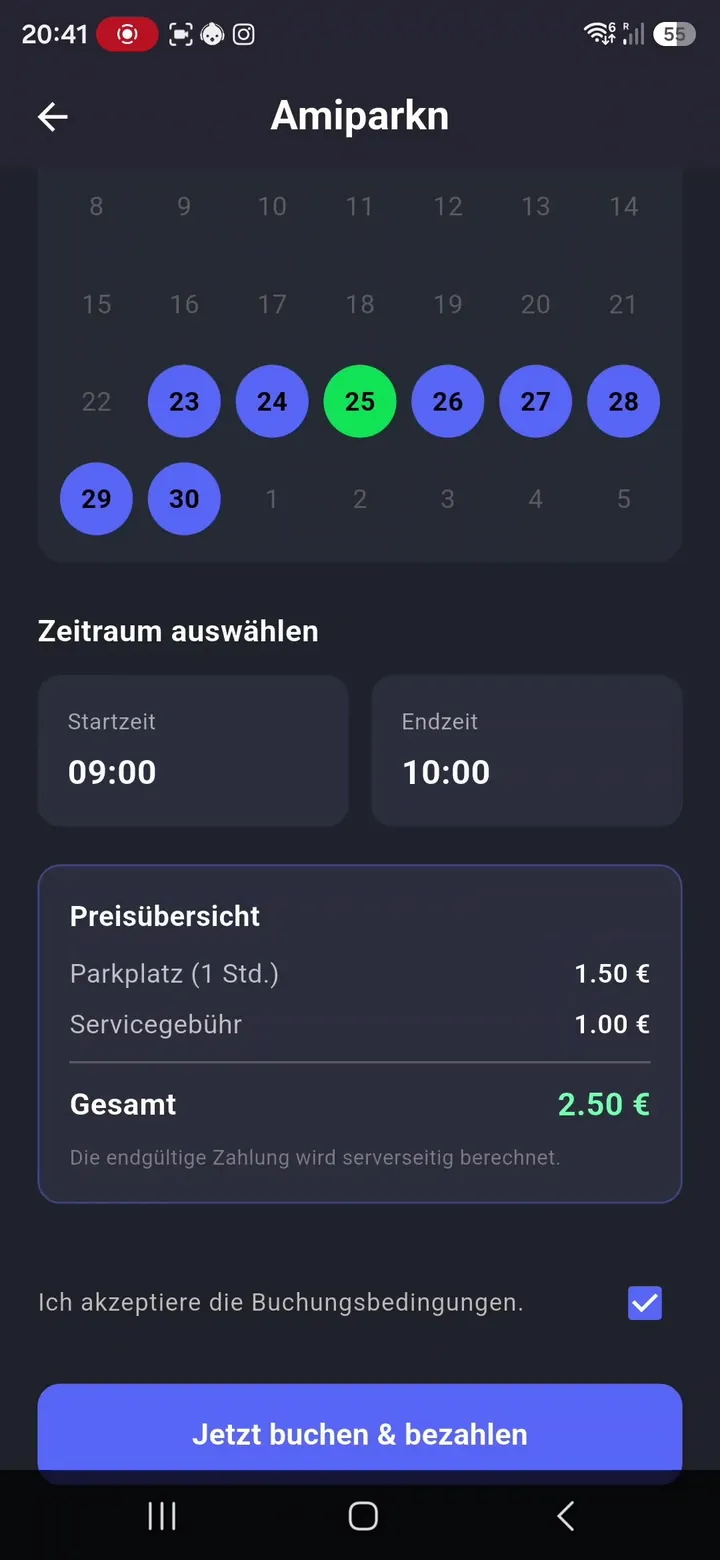 20:41
6
R
55
Amiparkn
8 9 10 11 12 13 14
15 16 17 18 19 20 21
22 23 24 25 26 27 28
29 30 1 2 3 4 5
Zeitraum auswählen
Startzeit Endzeit
09:00 10:00
Preisübersicht
Parkplatz (1 Std.) 1.50 €
Servicegebühr 1.00 €
Gesamt 2.50 €
Die endgültige Zahlung wird serverseitig berechnet.
Ich akzeptiere die Buchungsbedingungen.
Jetzt buchen & bezahlen